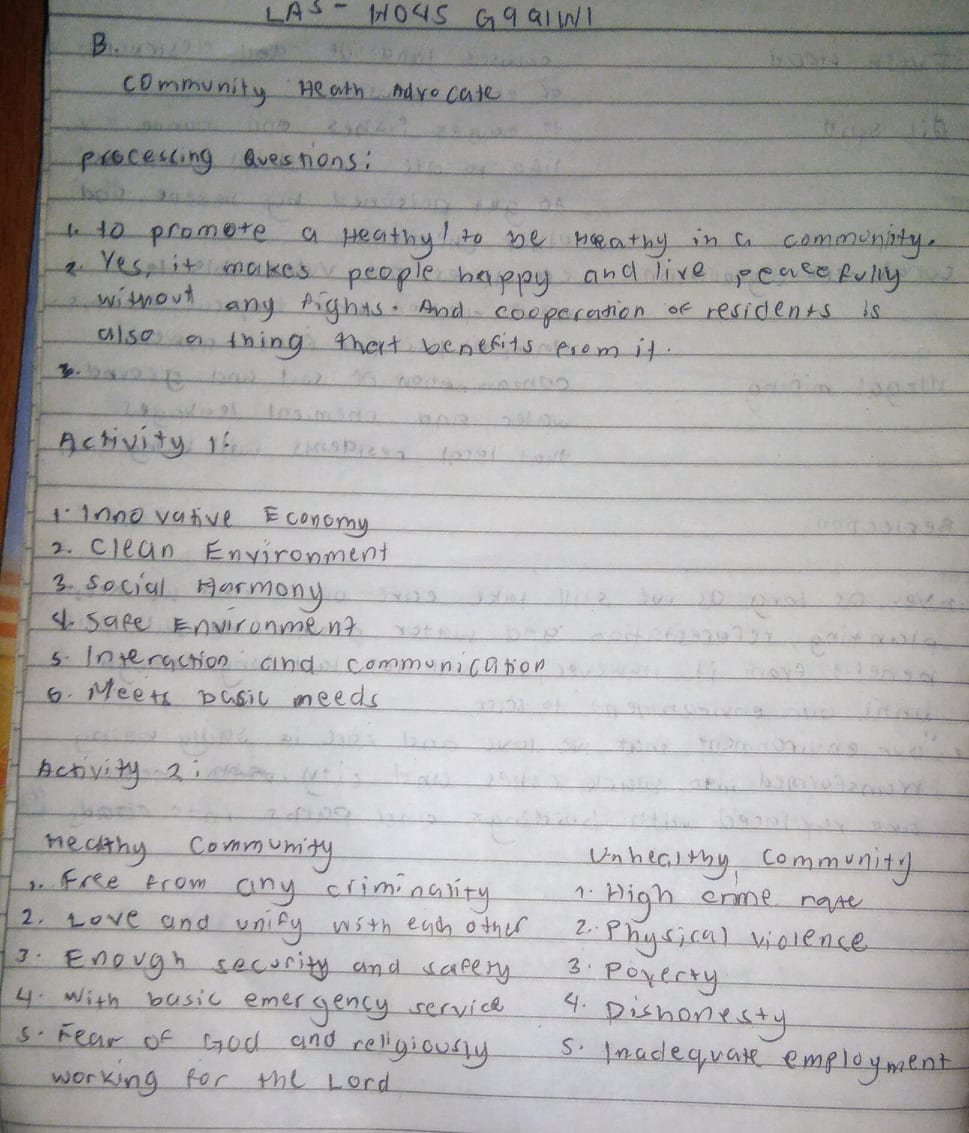 LAS - HO4S G9Q1W1
B.
Community Heath Advocate
processing Questions:
1. to promote a Heathy / to be Heathy in a community.
2. Yes, it makes people happy and live peacefully
without any fights. And cooperation of residents is
also a thing that benefits from it.
3.
Activity 1:
1. Innovative Economy
2. Clean Environment
3. Social Harmony
4. Safe Environment
5. Interaction and communication
6. Meets basic needs
Activity 2:
Healthy Community
1. Free from any criminality
2. Love and unify with each other
3. Enough security and safety
4. With basic emergency service
5. Fear of God and religiously
working for the Lord
Unhealthy Community
1. High crime rate
2. Physical violence
3. Poverty
4. Dishonesty
5. Inadequate employment